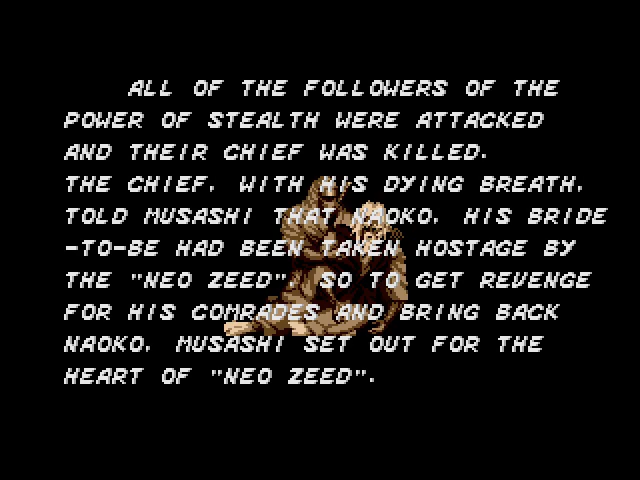 ALL OF THE FOLLOWERS OF THE
POWER OF STEALTH WERE ATTACKED
AND THEIR CHIEF WAS KILLED.
THE CHIEF, WITH HIS DYING BREATH,
TOLD MUSASHI THAT NAOKO, HIS BRIDE
-TO-BE HAD BEEN TAKEN HOSTAGE BY
THE "NEO ZEED". SO TO GET REVENGE
FOR HIS COMRADES AND BRING BACK
NAOKO, MUSASHI SET OUT FOR THE
HEART OF "NEO ZEED".